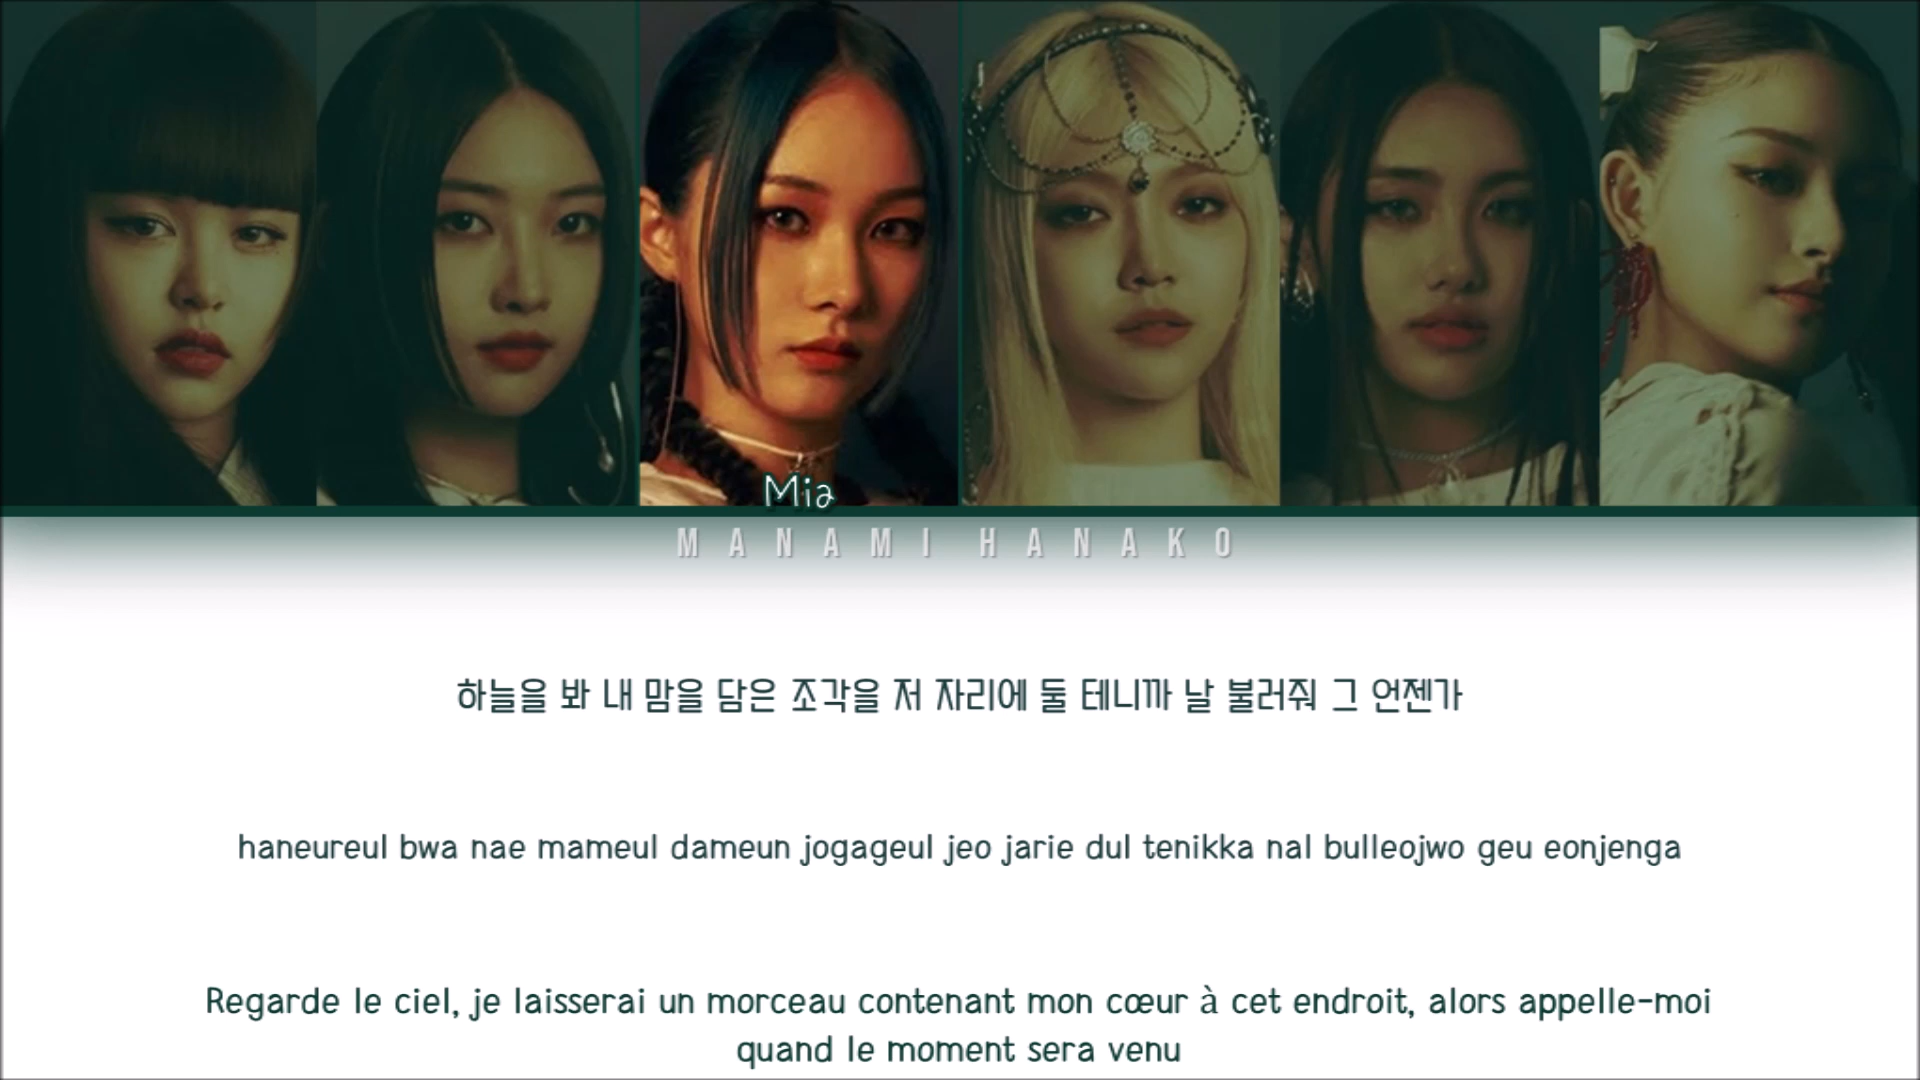 Mia
MANAMI HANAKO
하늘을 봐 내 맘을 담은 조각을 저 자리에 둘 테니까 날 불러줘 그 언젠가
haneureul bwa nae mameul dameun jogageul jeo jarie dul tenikka nal bulleojwo geu eonjenga
Regarde le ciel, je laisserai un morceau contenant mon cœur à cet endroit, alors appelle-moi
quand le moment sera venu